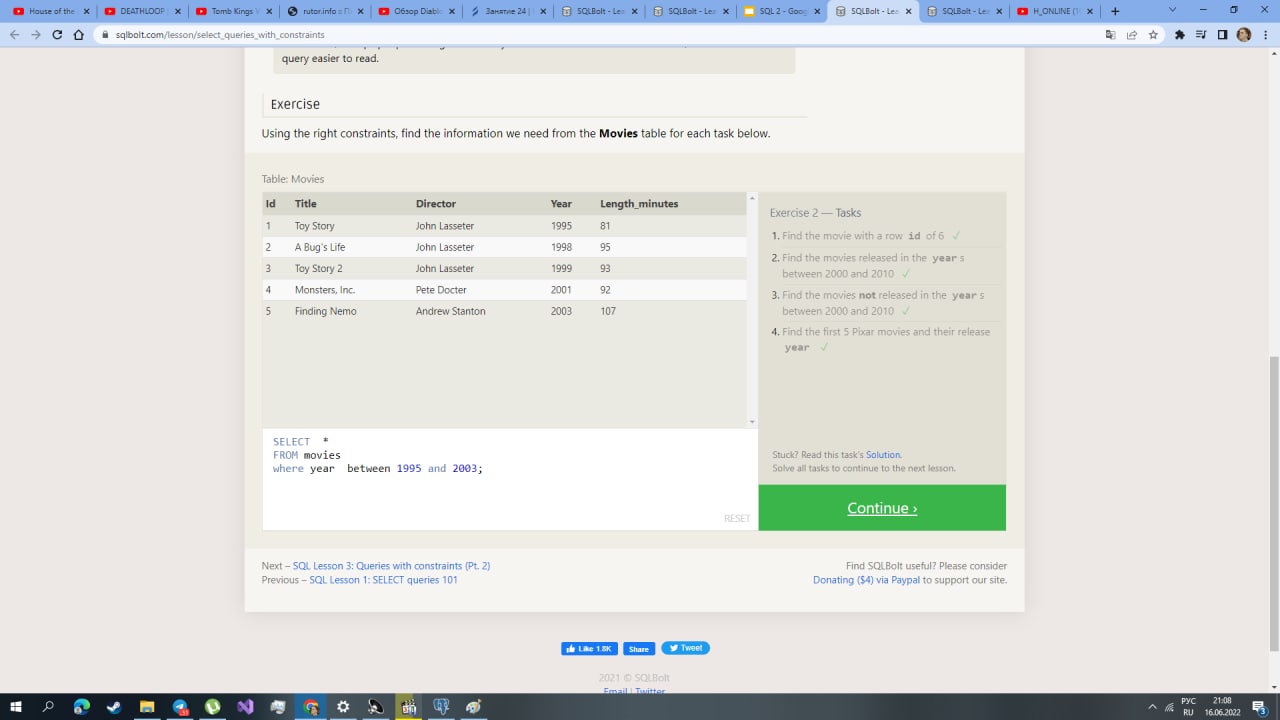 House of the
DEATHLOOP
Tomb Kings
rutor.info :: П
Обзор Diablo
Занятие 24 |
SQLBolt - Lea
SQLBolt - Lea
SQL 2 - Goog
SQLBolt - Lea
SQLBolt - Lea
H_ONLINE (1
sqlbolt.com/lesson/select_queries_with_constraints
query easier to read.
Exercise
Using the right constraints, find the information we need from the Movies table for each task below.
Table: Movies
Id Title Director Year Length_minutes
1 Toy Story John Lasseter 1995 81
2 A Bug's Life John Lasseter 1998 95
3 Toy Story 2 John Lasseter 1999 93
4 Monsters, Inc. Pete Docter 2001 92
5 Finding Nemo Andrew Stanton 2003 107
Exercise 2 — Tasks
1. Find the movie with a row id of 6 ✓
2. Find the movies released in the year s
between 2000 and 2010 ✓
3. Find the movies not released in the year s
between 2000 and 2010 ✓
4. Find the first 5 Pixar movies and their release
year ✓
SELECT *
FROM movies
where year between 1995 and 2003;
RESET
Stuck? Read this task's Solution.
Solve all tasks to continue to the next lesson.
Continue ›
Next – SQL Lesson 3: Queries with constraints (Pt. 2)
Previous – SQL Lesson 1: SELECT queries 101
Find SQLBolt useful? Please consider
Donating ($4) via Paypal to support our site.
Like 1.8K
Share
Tweet
2021 © SQLBolt
Email | Twitter
РУС
RU
21:08
16.06.2022
3